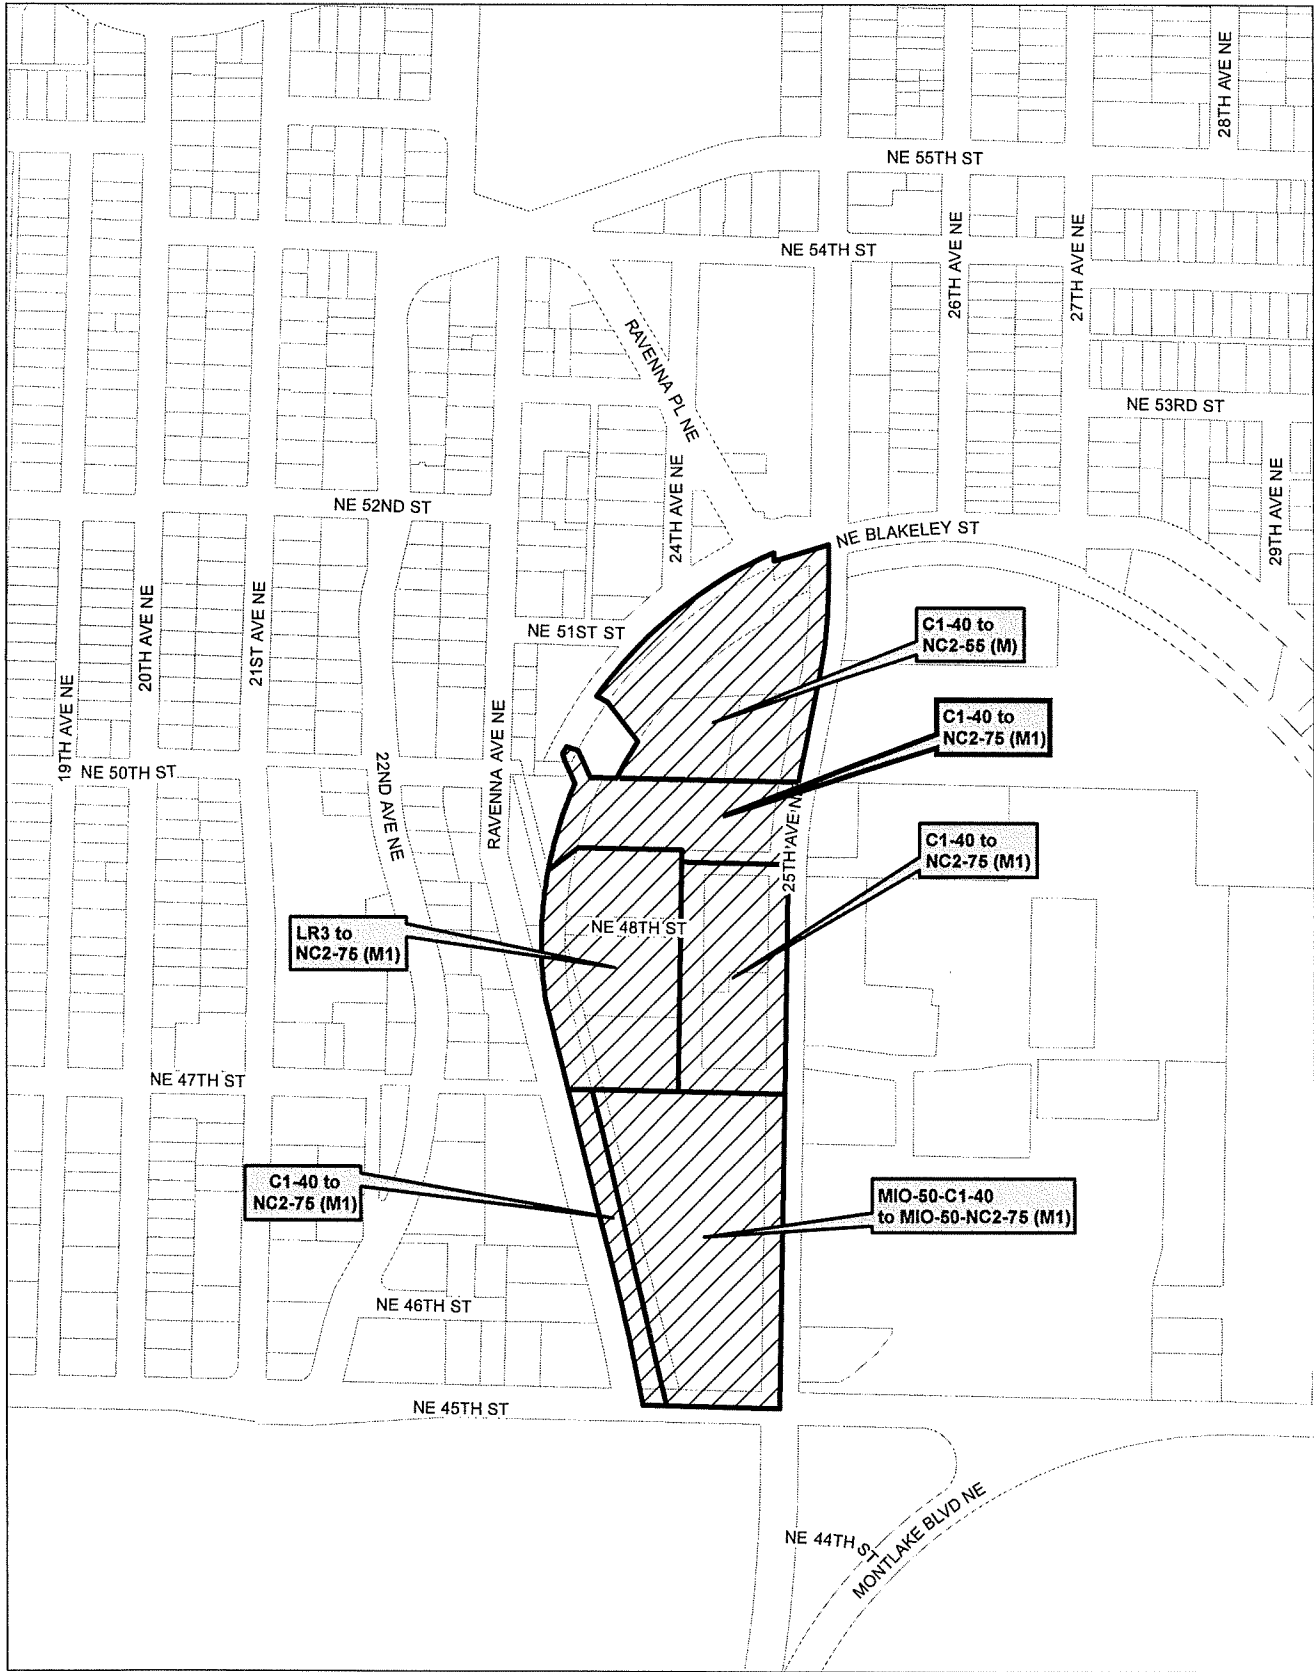 28TH AVE NE
NE 55TH ST
NE 54TH ST
26TH AVE NE
27TH AVE NE
RAVENNA PL NE
NE 53RD ST
24TH AVE NE
29TH AVE NE
NE 52ND ST
NE BLAKELEY ST
20TH AVE NE
21ST AVE NE
NE 51ST ST
C1-40 to
NC2-55 (M)
19TH AVE NE
RAVENNA AVE NE
C1-40 to
NC2-75 (M1)
NE 50TH ST
22ND AVE NE
25TH AVE N
C1-40 to
NC2-75 (M1)
LR3 to
NC2-75 (M1)
NE 48TH ST
NE 47TH ST
C1-40 to
NC2-75 (M1)
MIO-50-C1-40
to MIO-50-NC2-75 (M1)
NE 46TH ST
NE 45TH ST
NE 44TH ST
MONTLAKE BLVD NE